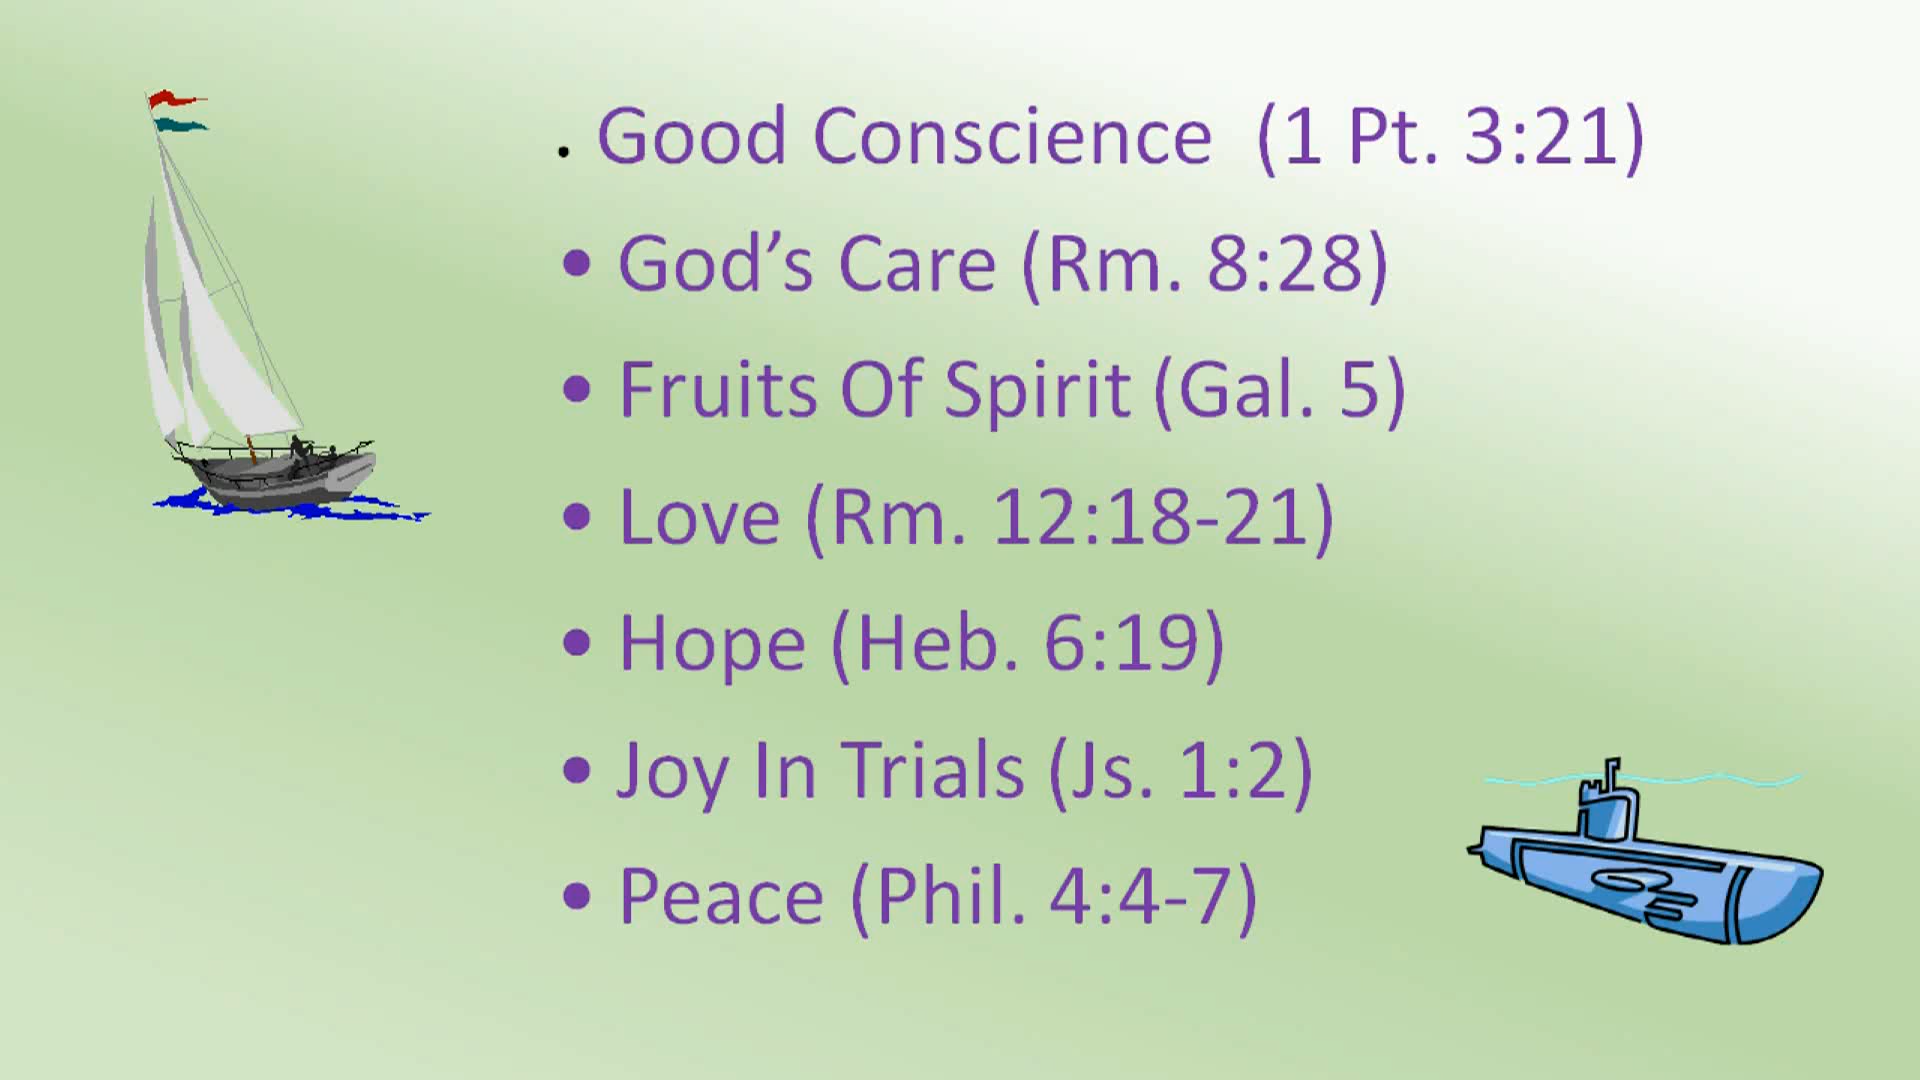 . Good Conscience  (1 Pt. 3:21)
• God’s Care (Rm. 8:28)
• Fruits Of Spirit (Gal. 5)
• Love (Rm. 12:18-21)
• Hope (Heb. 6:19)
• Joy In Trials (Js. 1:2)
• Peace (Phil. 4:4-7)